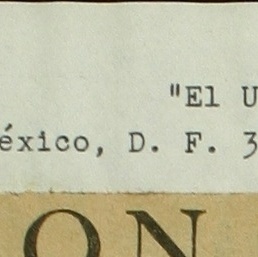 "El U
éxico, D. F. 3
ON